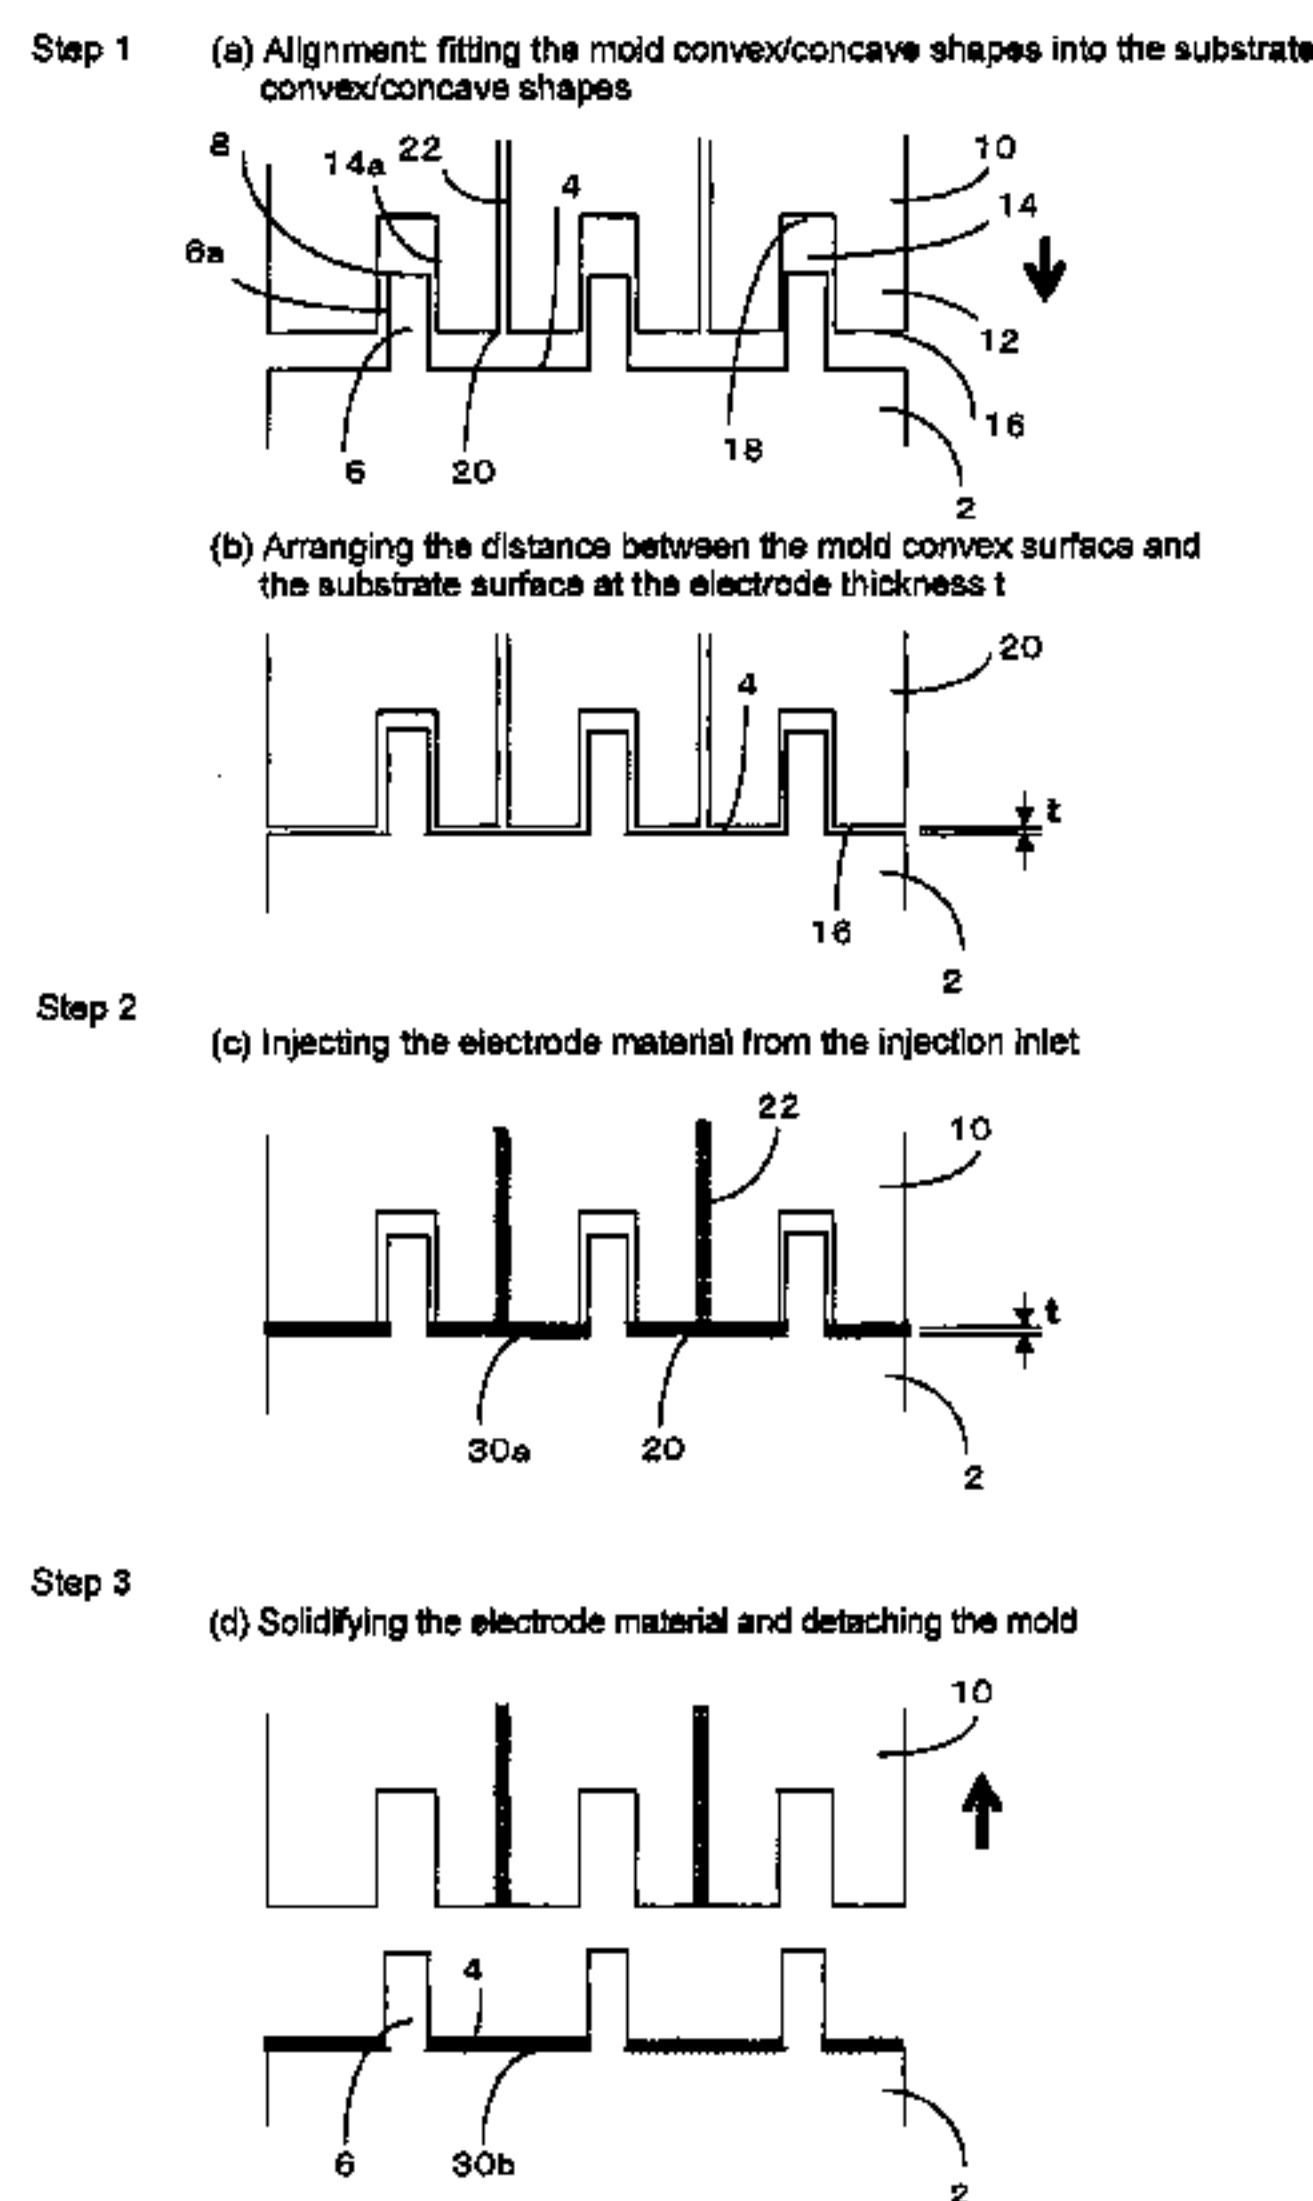 Step 1
(a) Alignment: fitting the mold convex/concave shapes into the substrate
convex/concave shapes
8
14a
22
4
10
14
6a
12
16
18
6
20
2
(b) Arranging the distance between the mold convex surface and
the substrate surface at the electrode thickness t
20
4
t
16
2
Step 2
(c) Injecting the electrode material from the injection inlet
22
10
t
30a
20
2
Step 3
(d) Solidifying the electrode material and detaching the mold
10
4
6
30b
2